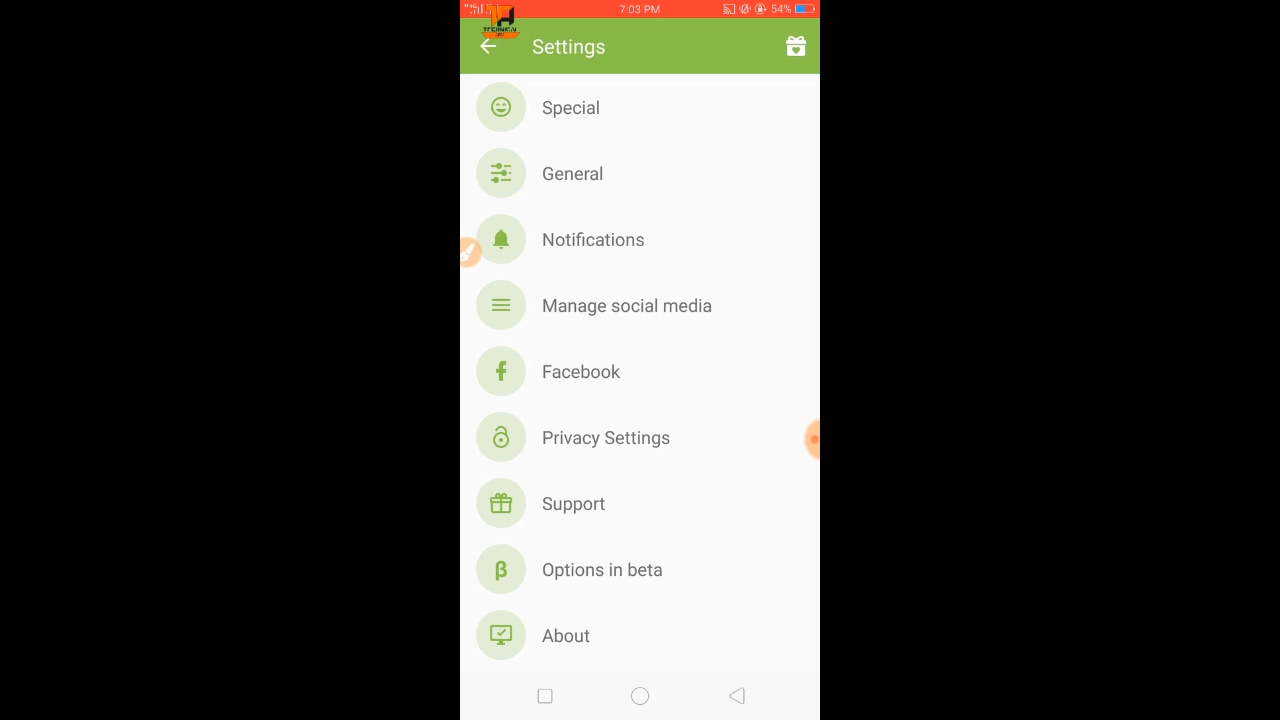 7:03 PM
54%
TECHNICAL
Settings
Special
General
Notifications
Manage social media
Facebook
Privacy Settings
Support
β
Options in beta
About